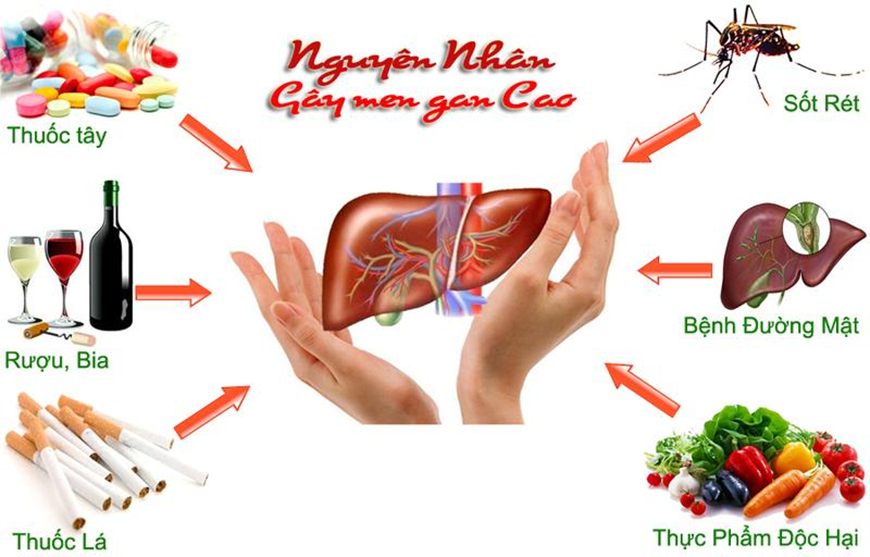 Nguyên Nhân
Gây men gan Cao
Thuốc tây
Sốt Rét
Rượu, Bia
Bệnh Đường Mật
Thuốc Lá
Thực Phẩm Độc Hại